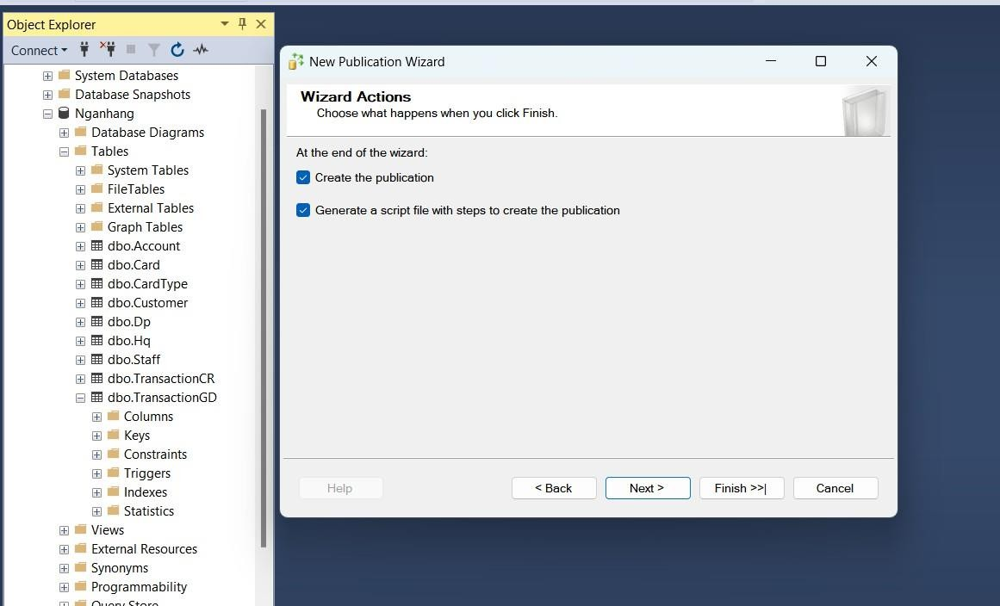 Object Explorer
Connect
System Databases
Database Snapshots
Nganhang
Database Diagrams
Tables
System Tables
FileTables
External Tables
Graph Tables
dbo.Account
dbo.Card
dbo.CardType
dbo.Customer
dbo.Dp
dbo.Hq
dbo.Staff
dbo.TransactionCR
dbo.TransactionGD
Columns
Keys
Constraints
Triggers
Indexes
Statistics
Views
External Resources
Synonyms
Programmability
Query Store
New Publication Wizard
Wizard Actions
Choose what happens when you click Finish.
At the end of the wizard:
Create the publication
Generate a script file with steps to create the publication
Help
< Back
Next >
Finish >>|
Cancel